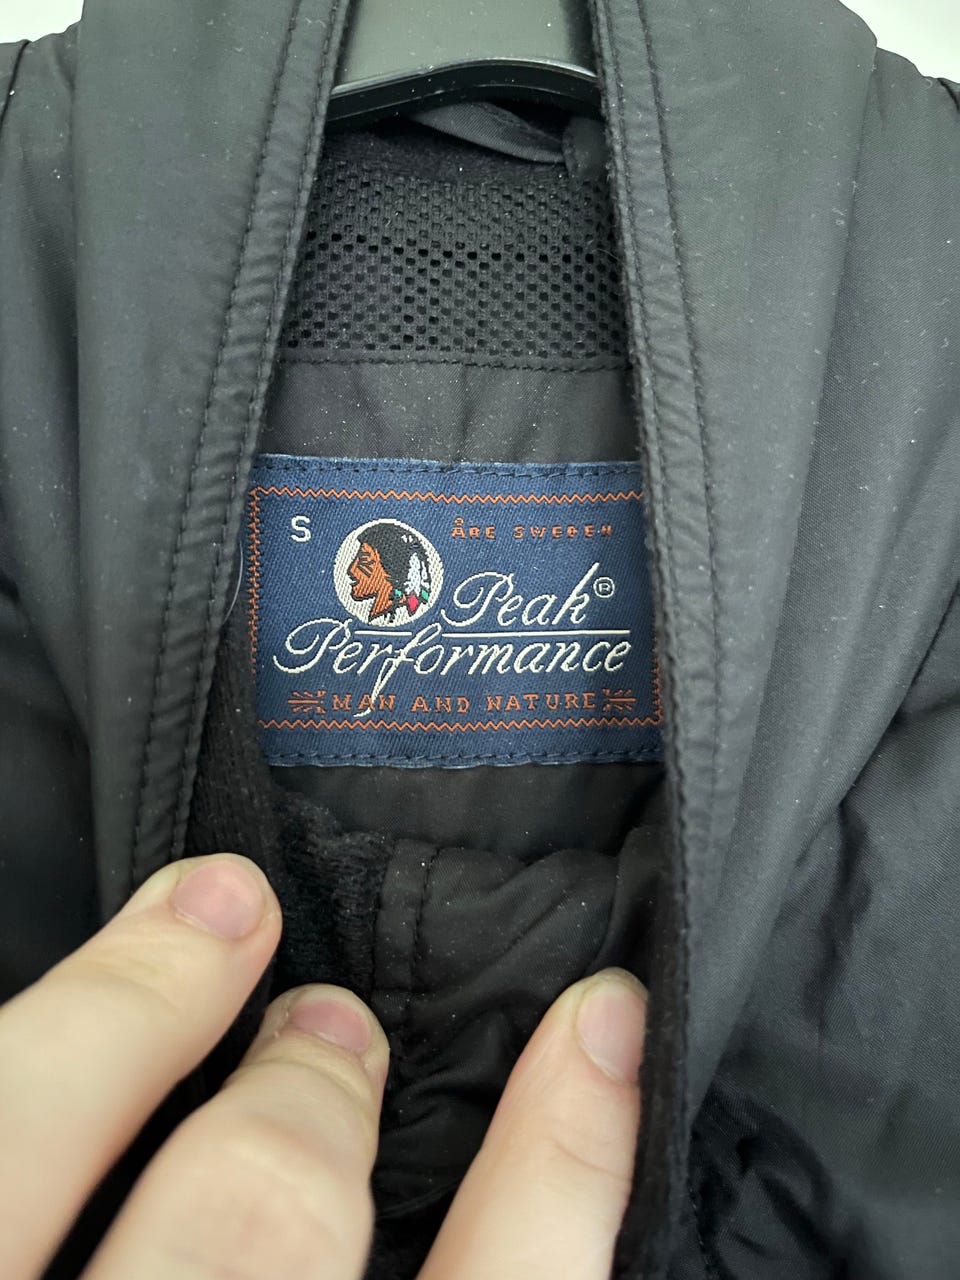 S
ÅRE SWEDEN
Peak®
Performance
MAN AND NATURE